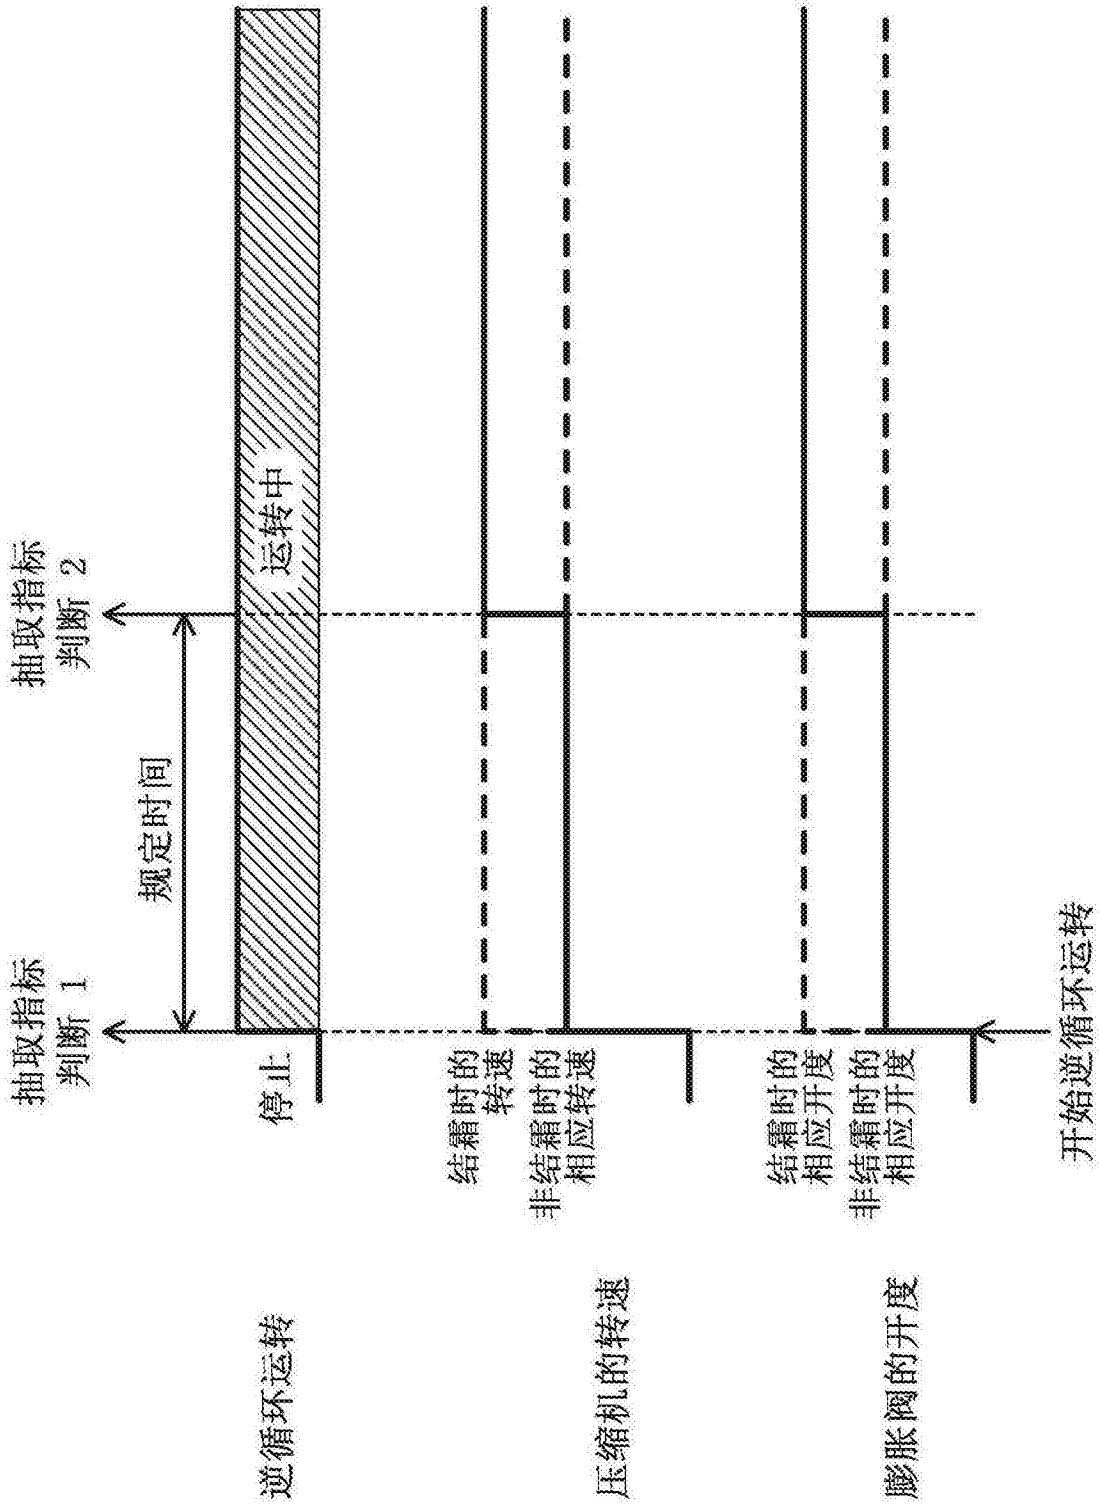 抽取指标
判断 1
抽取指标
判断 2
规定时间
逆循环运转
停止
运转中
压缩机的转速
结霜时的
转速
非结霜时的
相应转速
膨胀阀的开度
结霜时的
相应开度
非结霜时的
相应开度
开始逆循环运转